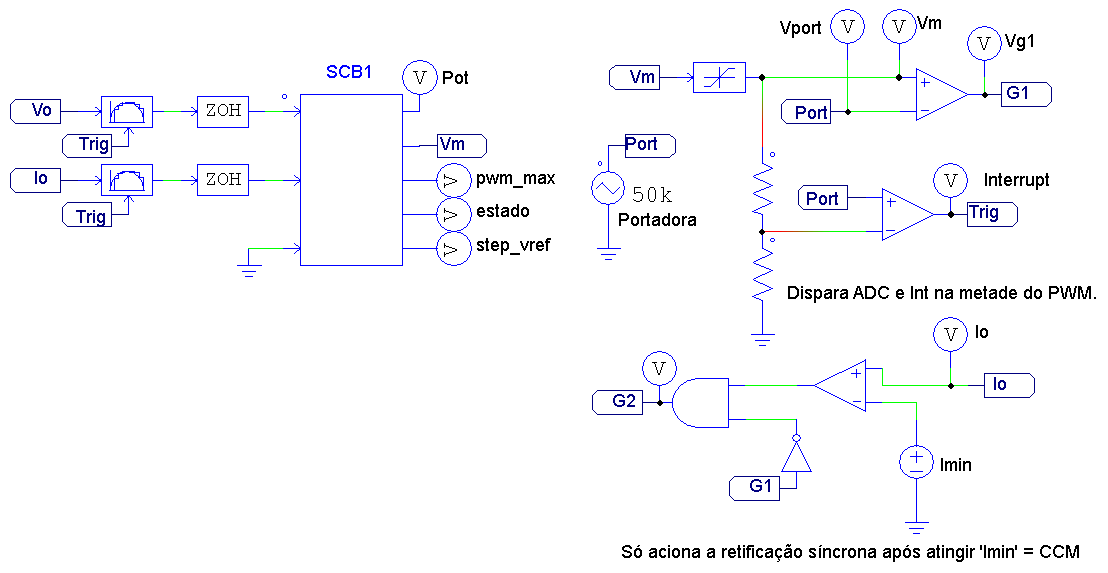 SCB1
Pot
Vo
ZOH
Trig
Vm
Io
ZOH
Trig
pwm_max
estado
step_vref
Vport
V
Vm
V
Vg1
V
Vm
G1
Port
Port
50k
Portadora
Interrupt
V
Port
Trig
Dispara ADC e Int na metade do PWM.
V
Io
V
Io
G2
Imin
G1
Só aciona a retificação síncrona após atingir 'Imin' = CCM
V
V
V
V